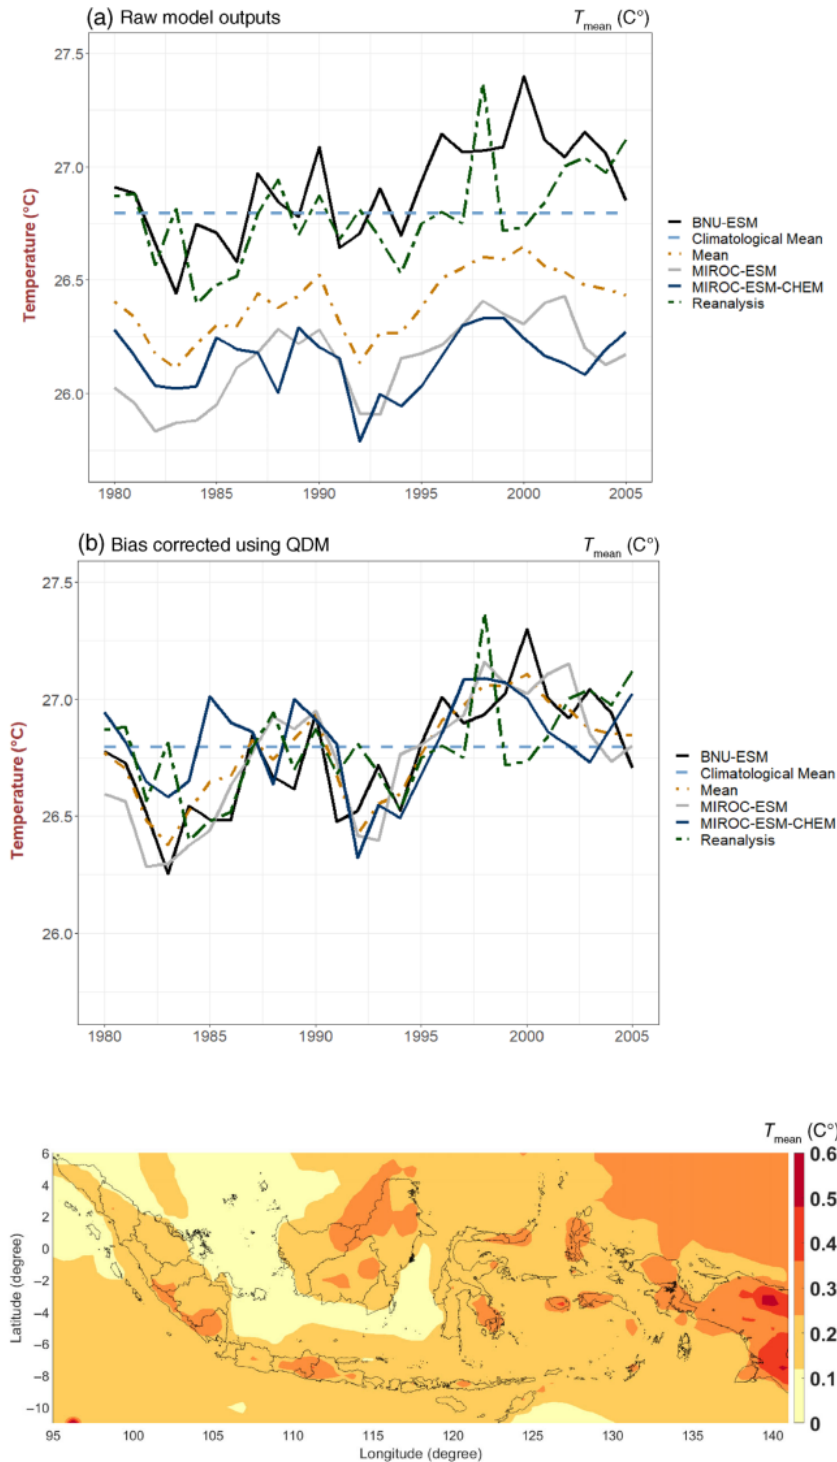 (a) Raw model outputs
Tmean (C°)
27.5
27.0
26.5
26.0
Temperature (°C)
1980 1985 1990 1995 2000 2005
BNU-ESM
Climatological Mean
Mean
MIROC-ESM
MIROC-ESM-CHEM
Reanalysis
(b) Bias corrected using QDM
Tmean (C°)
27.5
27.0
26.5
26.0
Temperature (°C)
1980 1985 1990 1995 2000 2005
BNU-ESM
Climatological Mean
Mean
MIROC-ESM
MIROC-ESM-CHEM
Reanalysis
Tmean (C°)
6
4
2
0
−2
−4
−6
−8
−10
Latitude (degree)
95 100 105 110 115 120 125 130 135 140
Longitude (degree)
0.6
0.5
0.4
0.3
0.2
0.1
0